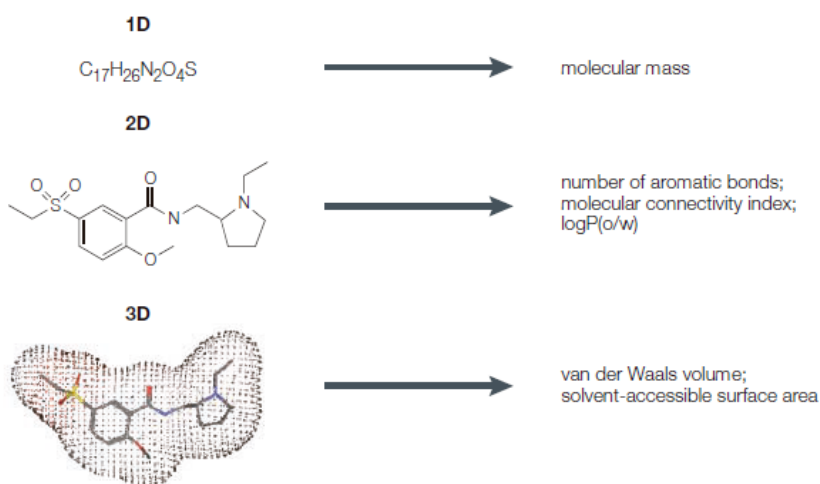 1D
C17H26N2O4S
molecular mass
2D
number of aromatic bonds;
molecular connectivity index;
logP(o/w)
O O
S
O
N
N
O
3D
van der Waals volume;
solvent-accessible surface area